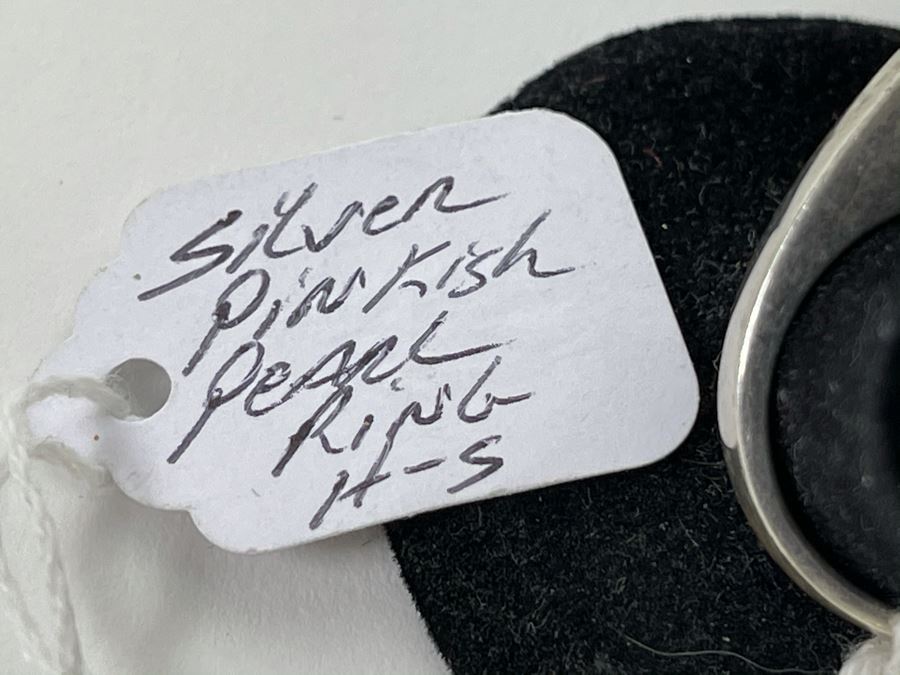 Silver
Pinkish
Pearl
Ring
H-S